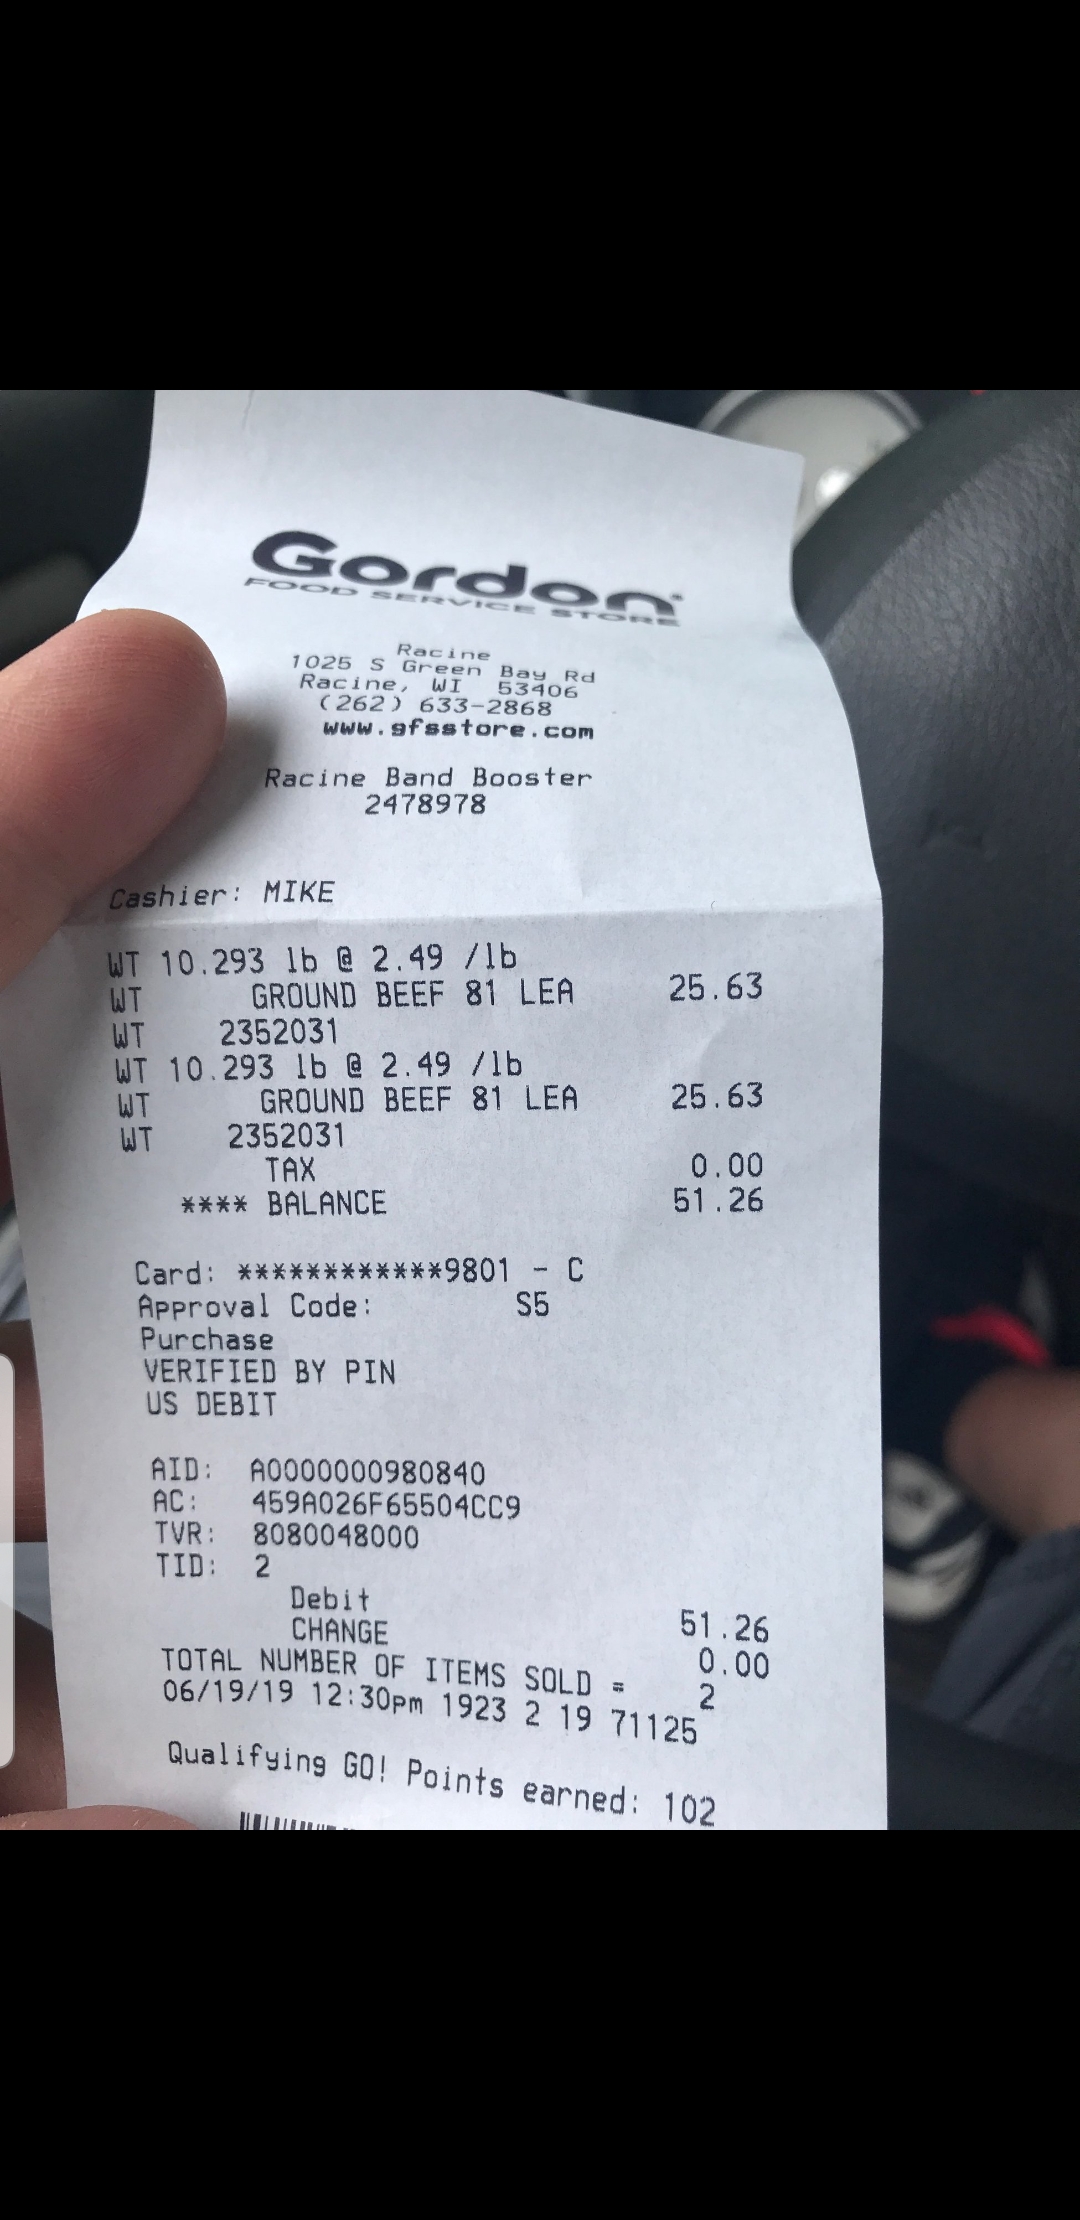 Gordon
FOOD SERVICE STORE
Racine
1025 S Green Bay Rd
Racine, WI 53406
(262) 633-2868
www.gfsstore.com
Racine Band Booster
2478978
Cashier: MIKE
WT 10.293 lb @ 2.49 /lb
WT GROUND BEEF 81 LEA 25.63
WT 2352031
WT 10.293 lb @ 2.49 /lb
WT GROUND BEEF 81 LEA 25.63
WT 2352031
TAX 0.00
**** BALANCE 51.26
Card: ************9801 - C
Approval Code: S5
Purchase
VERIFIED BY PIN
US DEBIT
AID: A0000000980840
AC: 459A026F65504CC9
TVR: 8080048000
TID: 2
Debit 51.26
CHANGE 0.00
TOTAL NUMBER OF ITEMS SOLD = 2
06/19/19 12:30pm 1923 2 19 71125
Qualifying GO! Points earned: 102